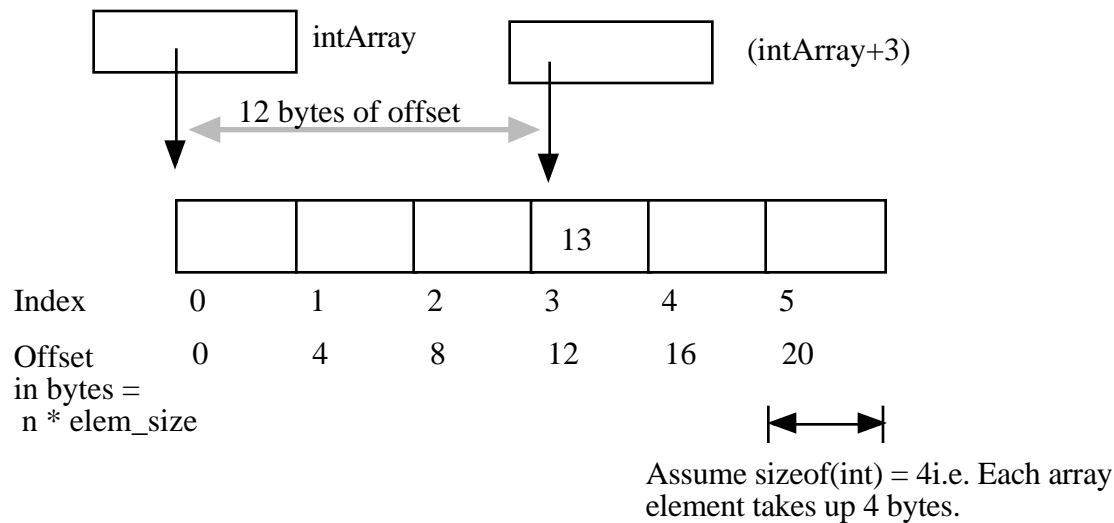 intArray
(intArray+3)
12 bytes of offset
13
Index 0 1 2 3 4 5
Offset 0 4 8 12 16 20
in bytes =
n * elem_size
Assume sizeof(int) = 4i.e. Each array
element takes up 4 bytes.